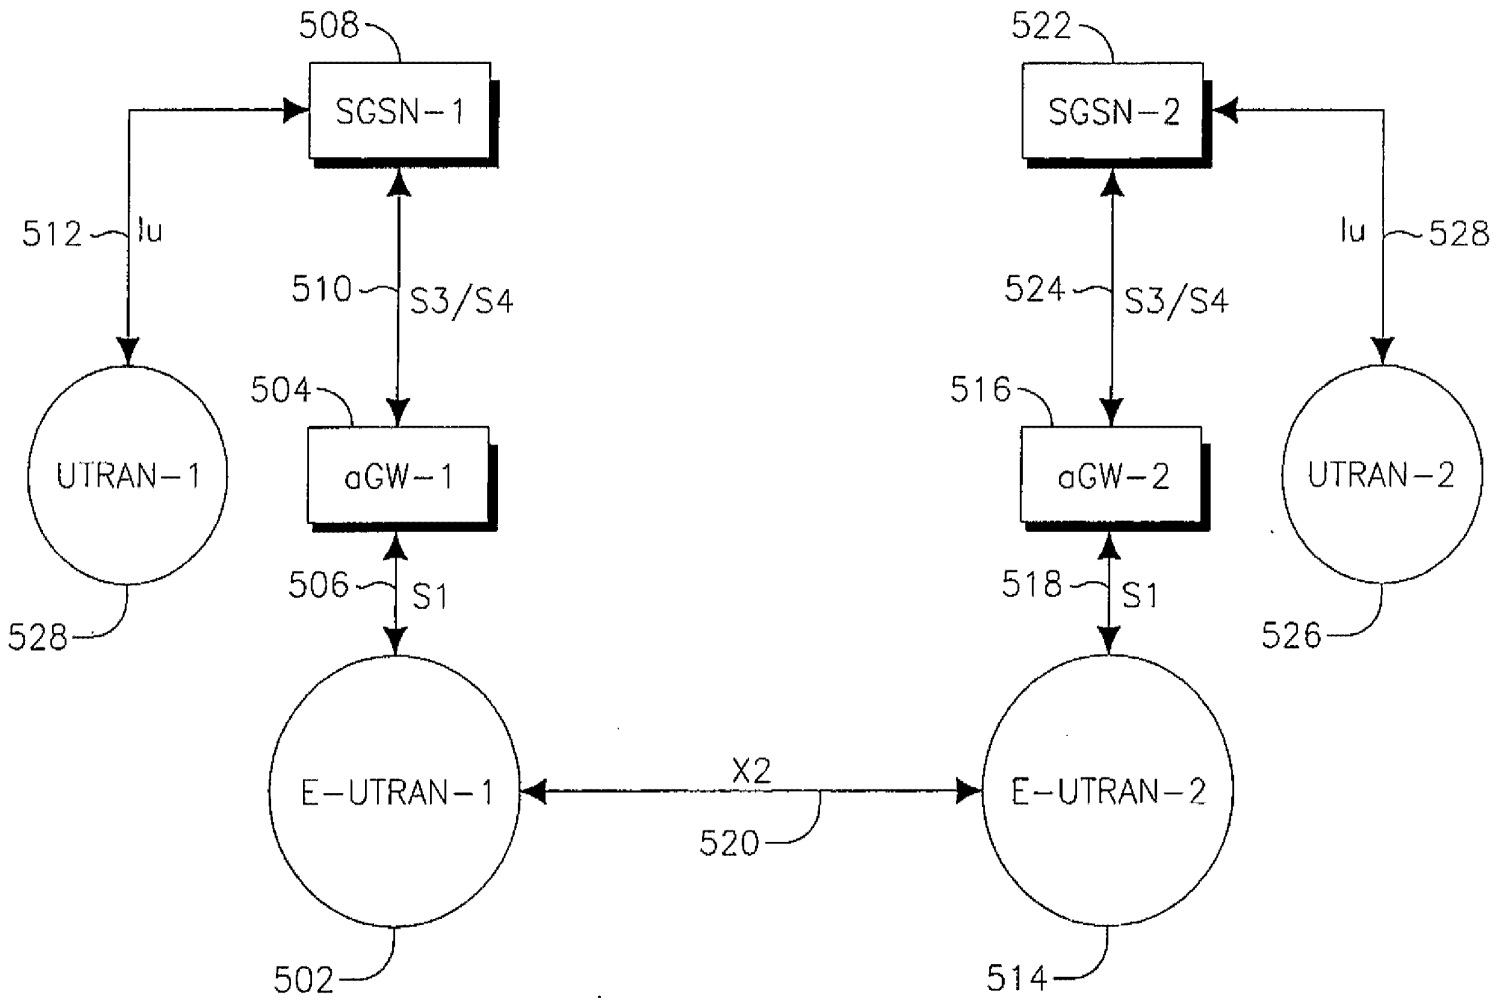 508
522
SGSN-1
SGSN-2
512
Iu
Iu
528
510
S3/S4
524
S3/S4
504
516
UTRAN-1
aGW-1
aGW-2
UTRAN-2
506
S1
518
S1
528
526
E-UTRAN-1
X2
E-UTRAN-2
520
502
514